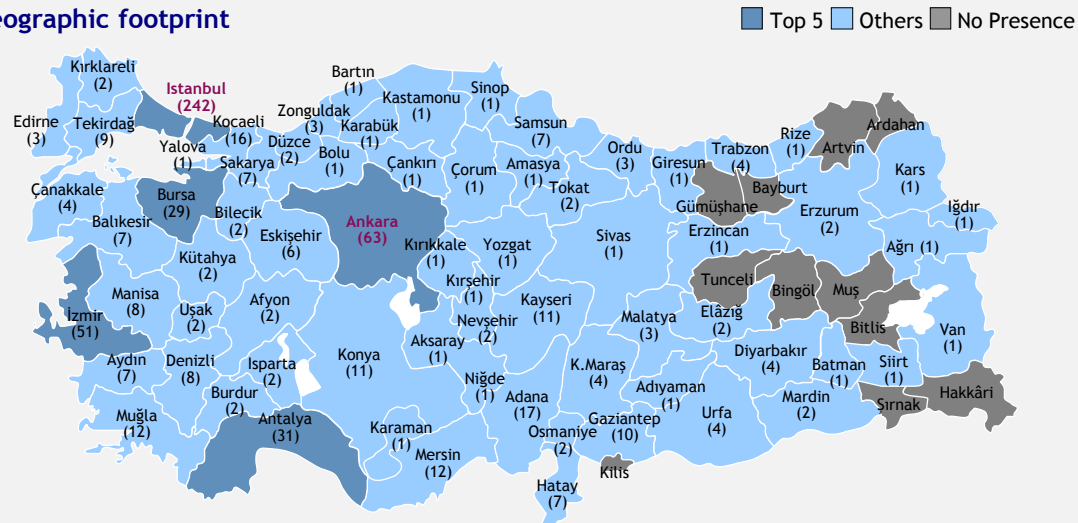 eographic footprint
Top 5
Others
No Presence
Kırklareli
(2)
Istanbul
(242)
Edirne
(3)
Tekirdağ
(9)
Kocaeli
(16)
Yalova
(1)
Sakarya
(7)
Düzce
(2)
Zonguldak
(3)
Bartın
(1)
Karabük
(1)
Kastamonu
(1)
Sinop
(1)
Samsun
(7)
Bolu
(1)
Çankırı
(1)
Çorum
(1)
Amasya
(1)
Tokat
(2)
Ordu
(3)
Giresun
(1)
Trabzon
(4)
Rize
(1)
Artvin
Ardahan
Kars
(1)
Iğdır
(1)
Ağrı (1)
Çanakkale
(4)
Balıkesir
(7)
Bursa
(29)
Bilecik
(2)
Eskişehir
(6)
Ankara
(63)
Kırıkkale
(1)
Yozgat
(1)
Sivas
(1)
Gümüşhane
Bayburt
Erzincan
(1)
Erzurum
(2)
Kütahya
(2)
Kırşehir
(1)
Manisa
(8)
Uşak
(2)
Afyon
(2)
İzmir
(51)
Aydın
(7)
Denizli
(8)
Isparta
(2)
Burdur
(2)
Muğla
(12)
Antalya
(31)
Konya
(11)
Aksaray
(1)
Nevşehir
(2)
Kayseri
(11)
Niğde
(1)
Karaman
(1)
Mersin
(12)
Adana
(17)
Osmaniye
(2)
Hatay
(7)
K.Maraş
(4)
Gaziantep
(10)
Kilis
Malatya
(3)
Adıyaman
(1)
Urfa
(4)
Tunceli
Elâzığ
(2)
Bingöl
Muş
Bitlis
Diyarbakır
(4)
Batman
(1)
Mardin
(2)
Siirt
(1)
Şırnak
Hakkâri
Van
(1)